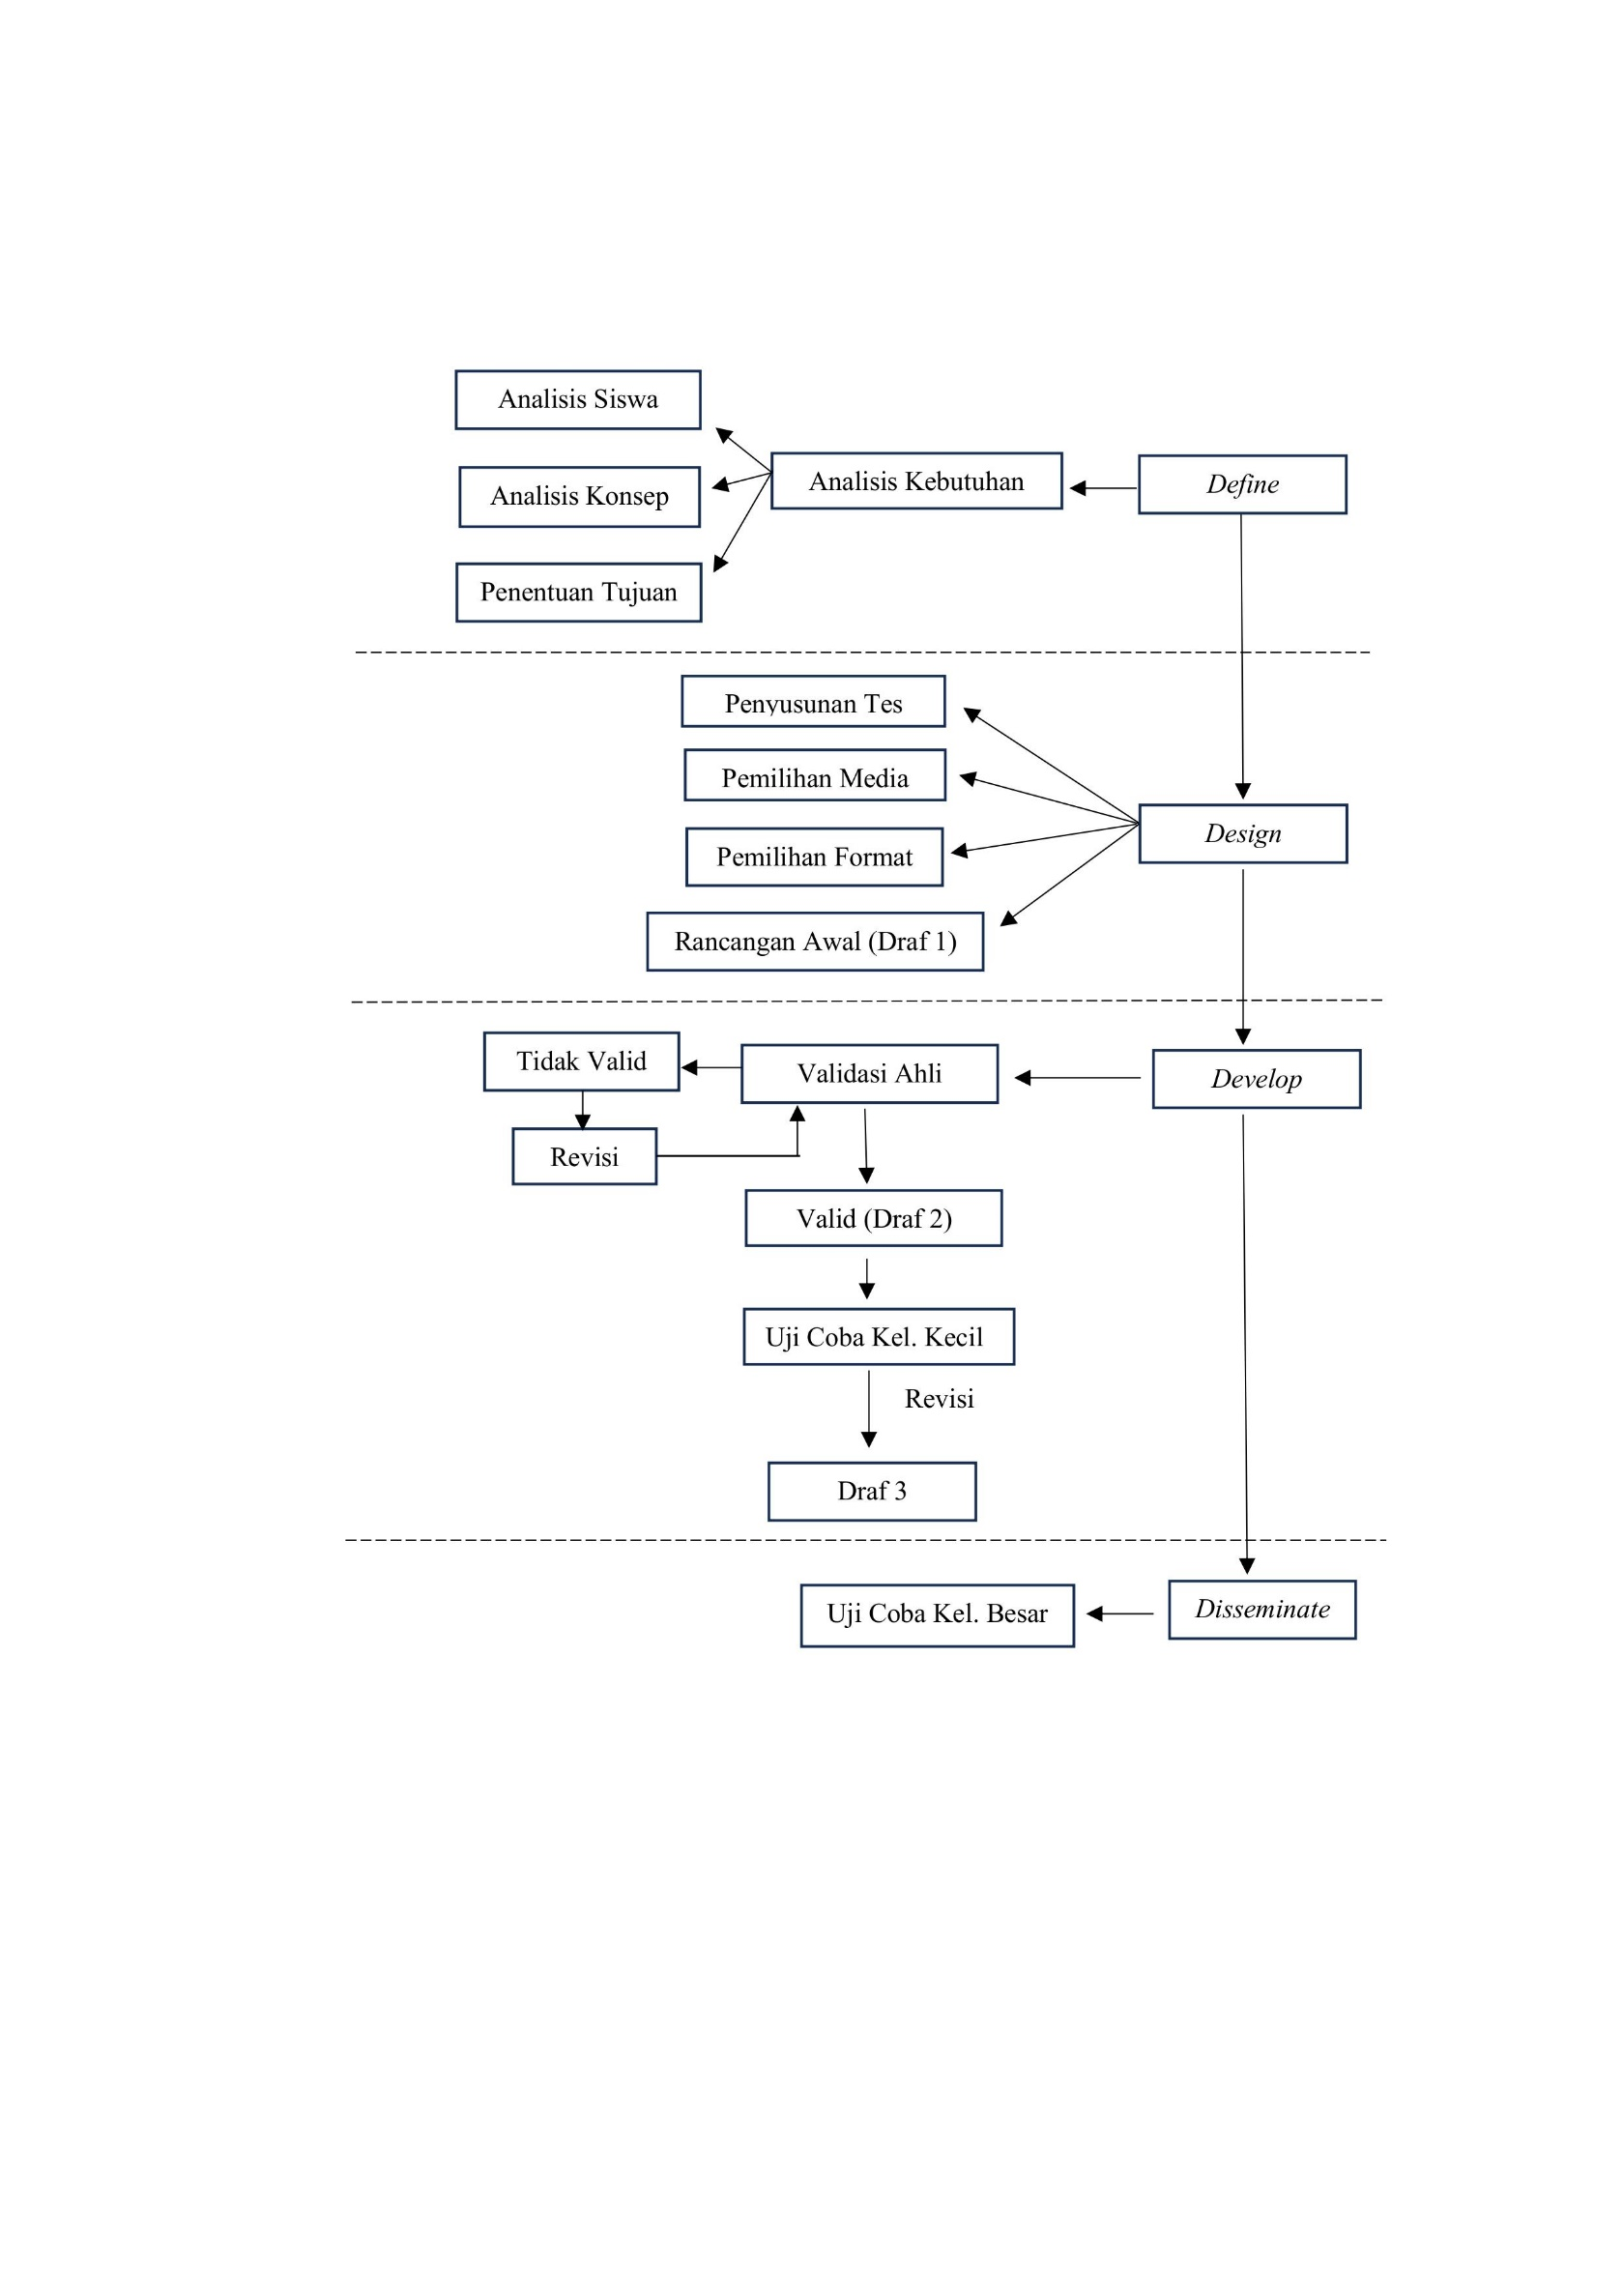 Analisis Siswa
Analisis Kebutuhan
Define
Analisis Konsep
Penentuan Tujuan
Penyusunan Tes
Pemilihan Media
Design
Pemilihan Format
Rancangan Awal (Draf 1)
Tidak Valid
Validasi Ahli
Develop
Revisi
Valid (Draf 2)
Uji Coba Kel. Kecil
Revisi
Draf 3
Uji Coba Kel. Besar
Disseminate